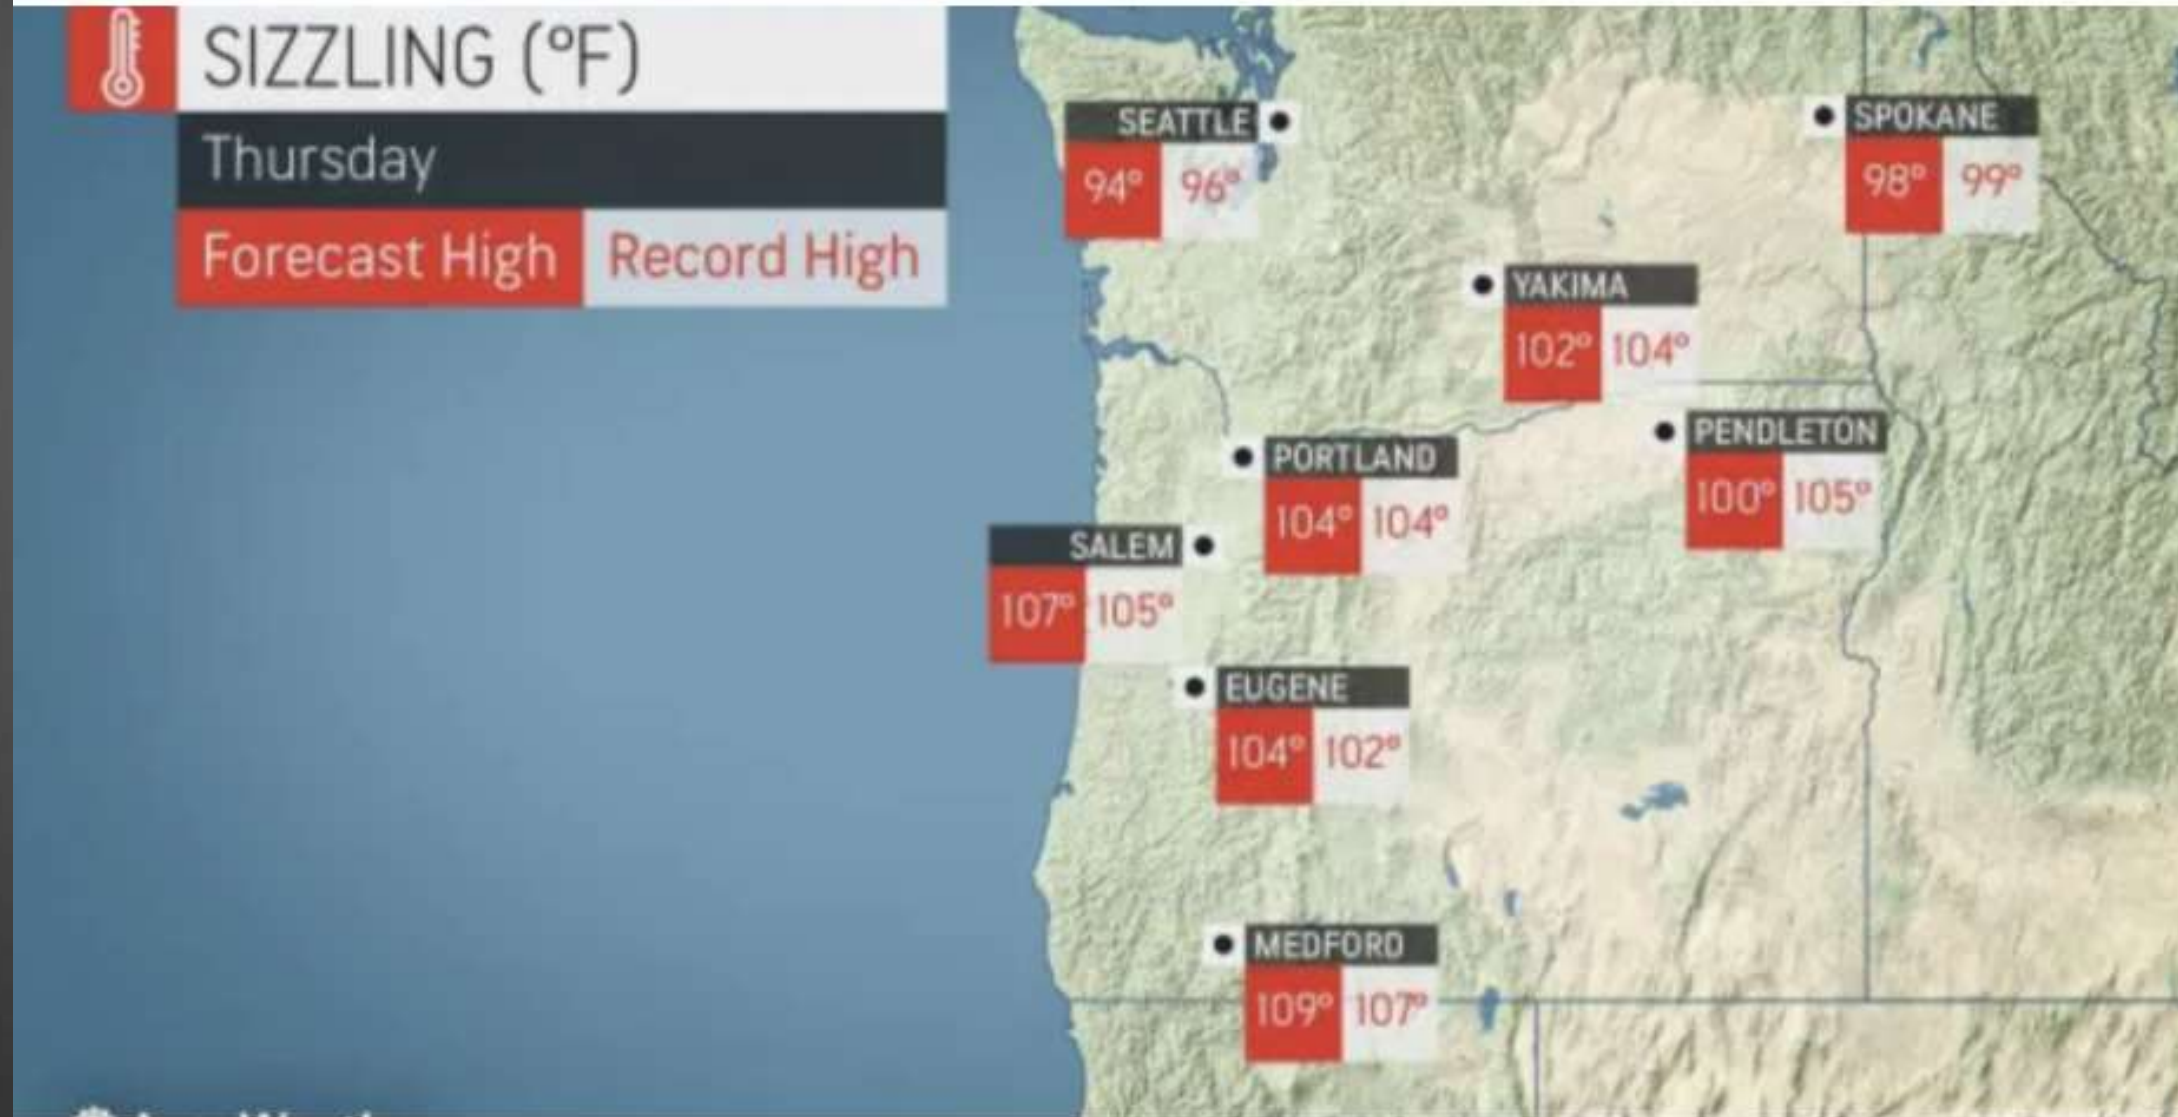 SIZZLING (°F)
Thursday
Forecast High Record High
SEATTLE
94° 96°
SPOKANE
98° 99°
YAKIMA
102° 104°
PENDLETON
100° 105°
PORTLAND
104° 104°
SALEM
107° 105°
EUGENE
104° 102°
MEDFORD
109° 107°